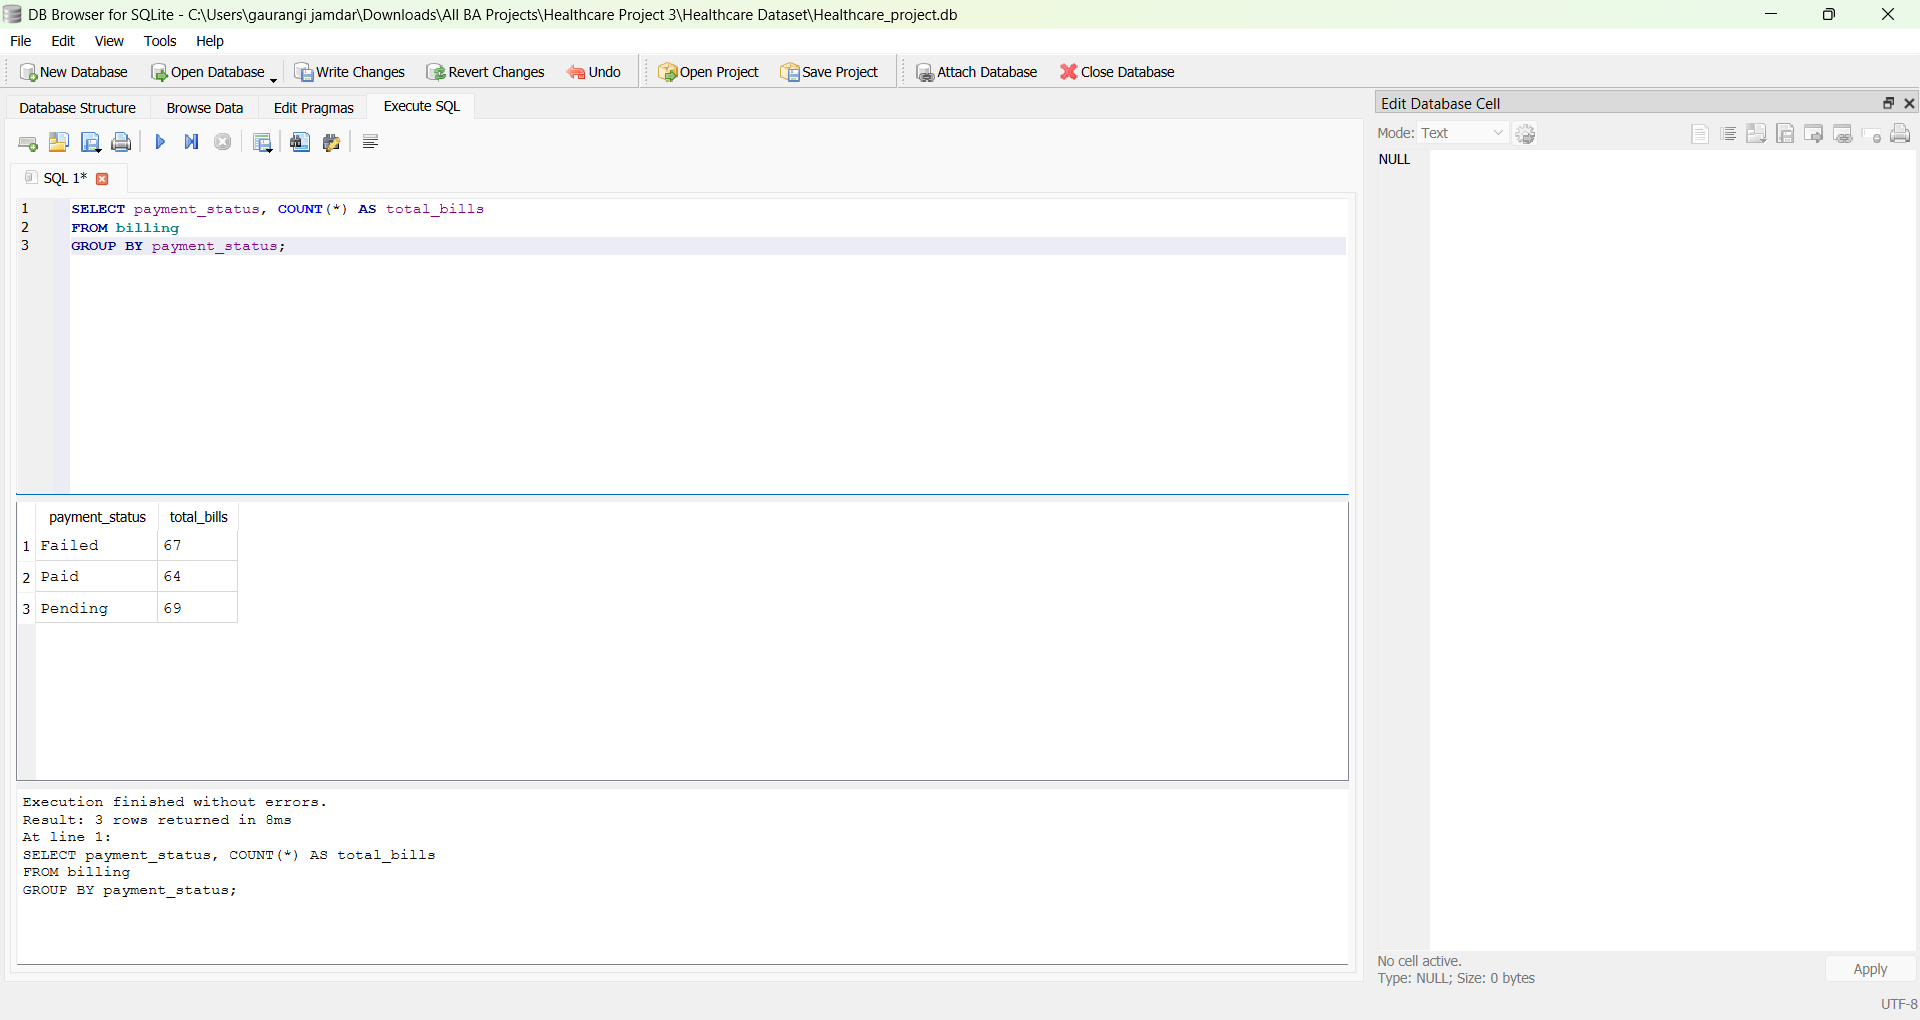 DB Browser for SQLite - C:\Users\gaurangi jamdar\Downloads\All BA Projects\Healthcare Project 3\Healthcare Dataset\Healthcare_project.db
File Edit View Tools Help
New Database Open Database Write Changes Revert Changes Undo Open Project Save Project Attach Database Close Database
Database Structure Browse Data Edit Pragmas Execute SQL
SQL 1*
1 SELECT payment_status, COUNT(*) AS total_bills
2 FROM billing
3 GROUP BY payment_status;
payment_status total_bills
1 Failed 67
2 Paid 64
3 Pending 69
Execution finished without errors.
Result: 3 rows returned in 8ms
At line 1:
SELECT payment_status, COUNT(*) AS total_bills
FROM billing
GROUP BY payment_status;
Edit Database Cell
Mode: Text
NULL
No cell active.
Type: NULL; Size: 0 bytes
Apply
UTF-8